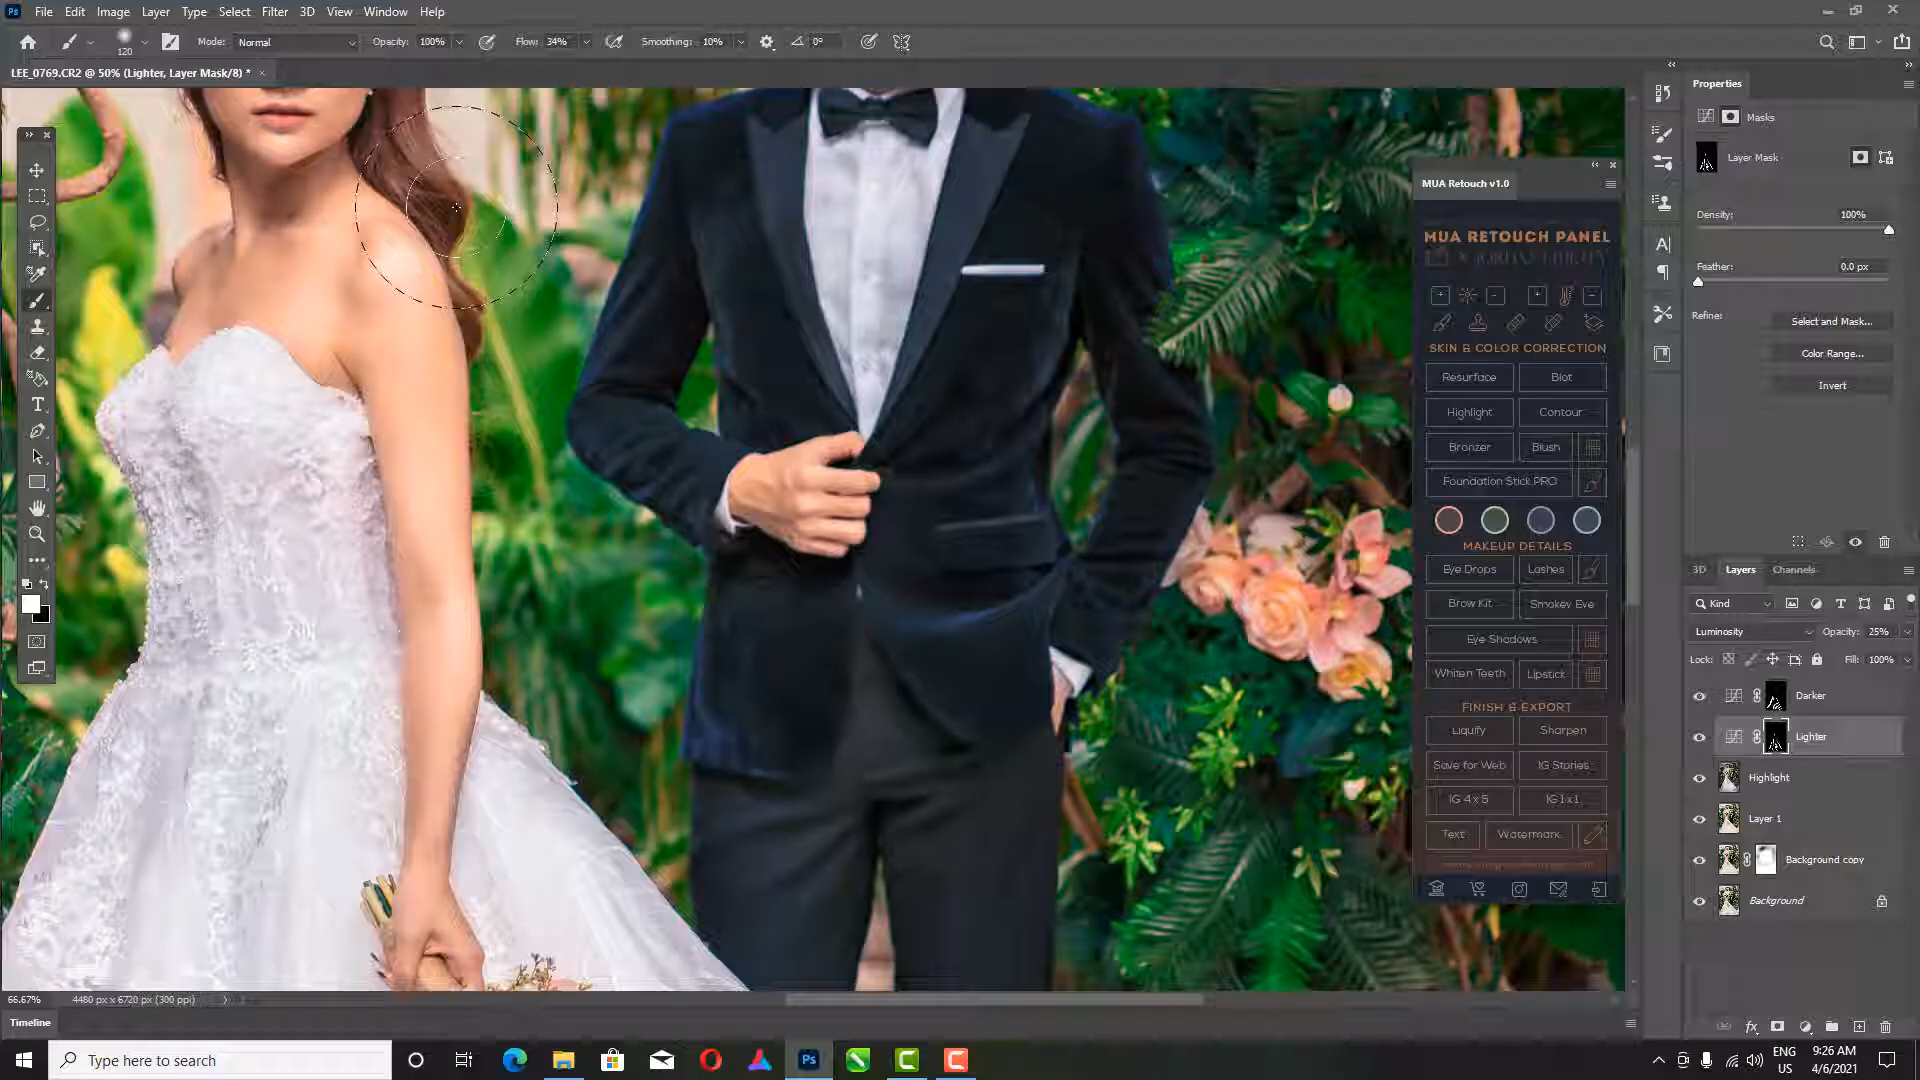 Ps File Edit Image Layer Type Select Filter 3D View Window Help
120 Mode: Normal Opacity: 100% Flow: 34% Smoothing: 10% 0°
LEE_0769.CR2 @ 50% (Lighter, Layer Mask/8) * ×
Properties
Masks
Layer Mask
Density: 100%
Feather: 0.0 px
Refine:
Select and Mask...
Color Range...
Invert
MUA Retouch v1.0
MUA RETOUCH PANEL
SKIN & COLOR CORRECTION
Resurface Blot
Highlight Contour
Bronzer Blush
Foundation Stick PRO
MAKEUP DETAILS
Eye Drops Lashes
Brow Kit Smokey Eye
Eye Shadows
Whiten Teeth Lipstick
FINISH & EXPORT
Liquify Sharpen
Save for Web IG Stories
IG 4x5 IG 1x1
Text Watermark
3D Layers Channels
Kind
Luminosity Opacity: 25%
Lock: Fill: 100%
Darker
Lighter
Highlight
Layer 1
Background copy
Background
fx
66.67% 4480 px x 6720 px (300 ppi)
Timeline
Type here to search
Ps
ENG
US
9:26 AM
4/6/2021